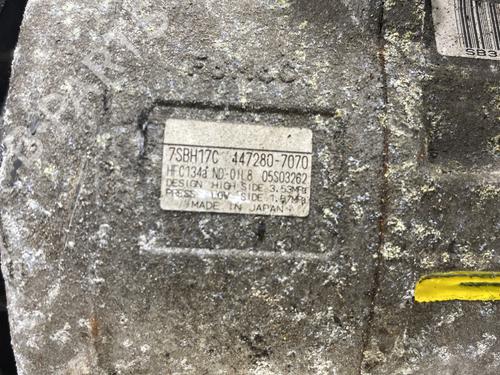 7SBH17C 447280-7070
HFC134a ND-OIL8 05S03262
DESIGN HIGH SIDE 3.53MPa
PRESS. LOW SIDE 1.67MPa
MADE IN JAPAN